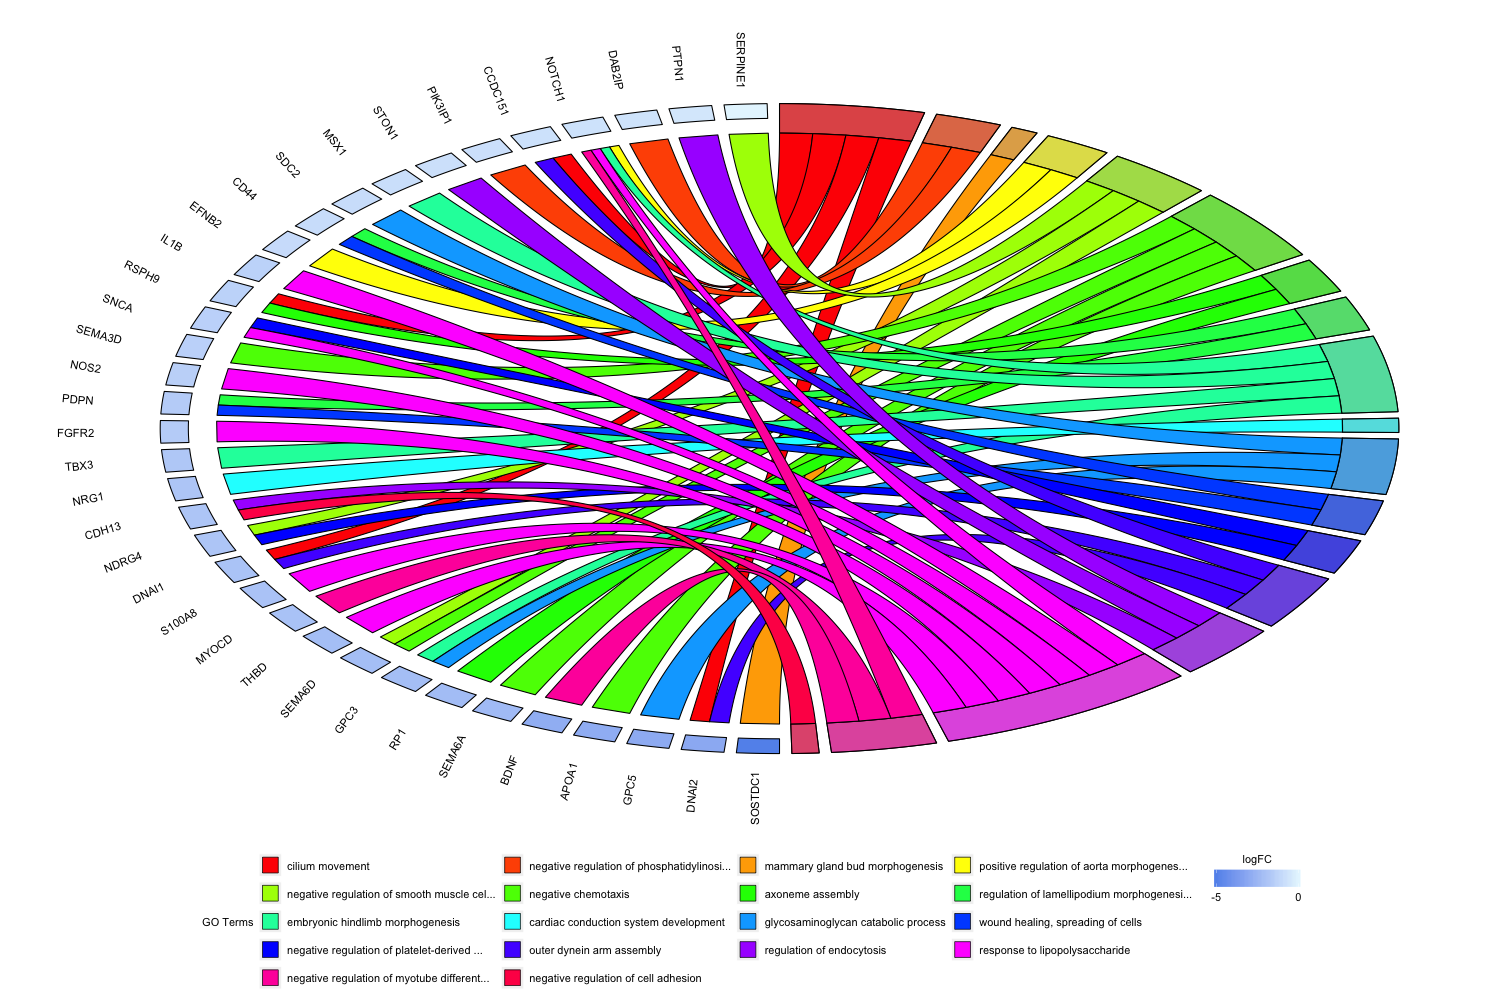 SERPINE1
PTPN1
DAB2IP
NOTCH1
CCDC151
PIK3IP1
STON1
MSX1
SDC2
CD44
EFNB2
IL1B
RSPH9
SNCA
SEMA3D
NOS2
PDPN
FGFR2
TBX3
NRG1
CDH13
NDRG4
DNAI1
S100A8
MYOCD
THBD
SEMA6D
GPC3
RP1
SEMA6A
BDNF
APOA1
GPC5
DNAI2
SOSTDC1
GO Terms
cilium movement
negative regulation of phosphatidylinosi...
mammary gland bud morphogenesis
positive regulation of aorta morphogenes...
negative regulation of smooth muscle cel...
negative chemotaxis
axoneme assembly
regulation of lamellipodium morphogenesi...
embryonic hindlimb morphogenesis
cardiac conduction system development
glycosaminoglycan catabolic process
wound healing, spreading of cells
negative regulation of platelet-derived ...
outer dynein arm assembly
regulation of endocytosis
response to lipopolysaccharide
negative regulation of myotube different...
negative regulation of cell adhesion
logFC
-5 0